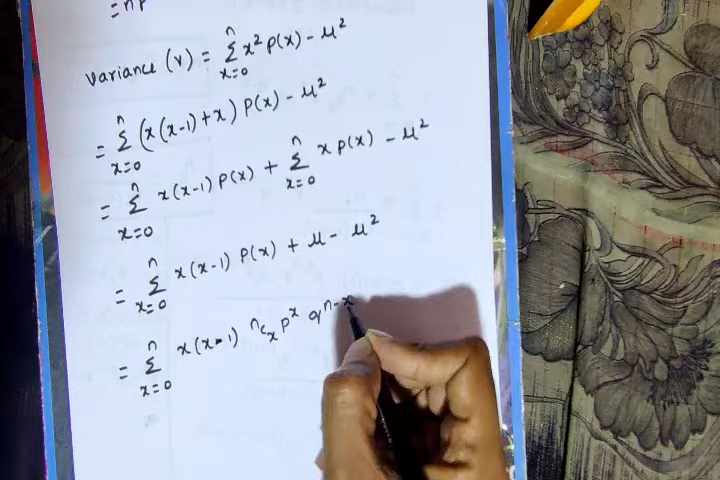 = np
Variance (V) = Σ_{x=0}^{n} x² P(x) - μ²
= Σ_{x=0}^{n} (x(x-1)+x) P(x) - μ²
= Σ_{x=0}^{n} x(x-1) P(x) + Σ_{x=0}^{n} x P(x) - μ²
= Σ_{x=0}^{n} x(x-1) P(x) + μ - μ²
= Σ_{x=0}^{n} x(x-1) ⁿCₓ pˣ qⁿ⁻ˣ